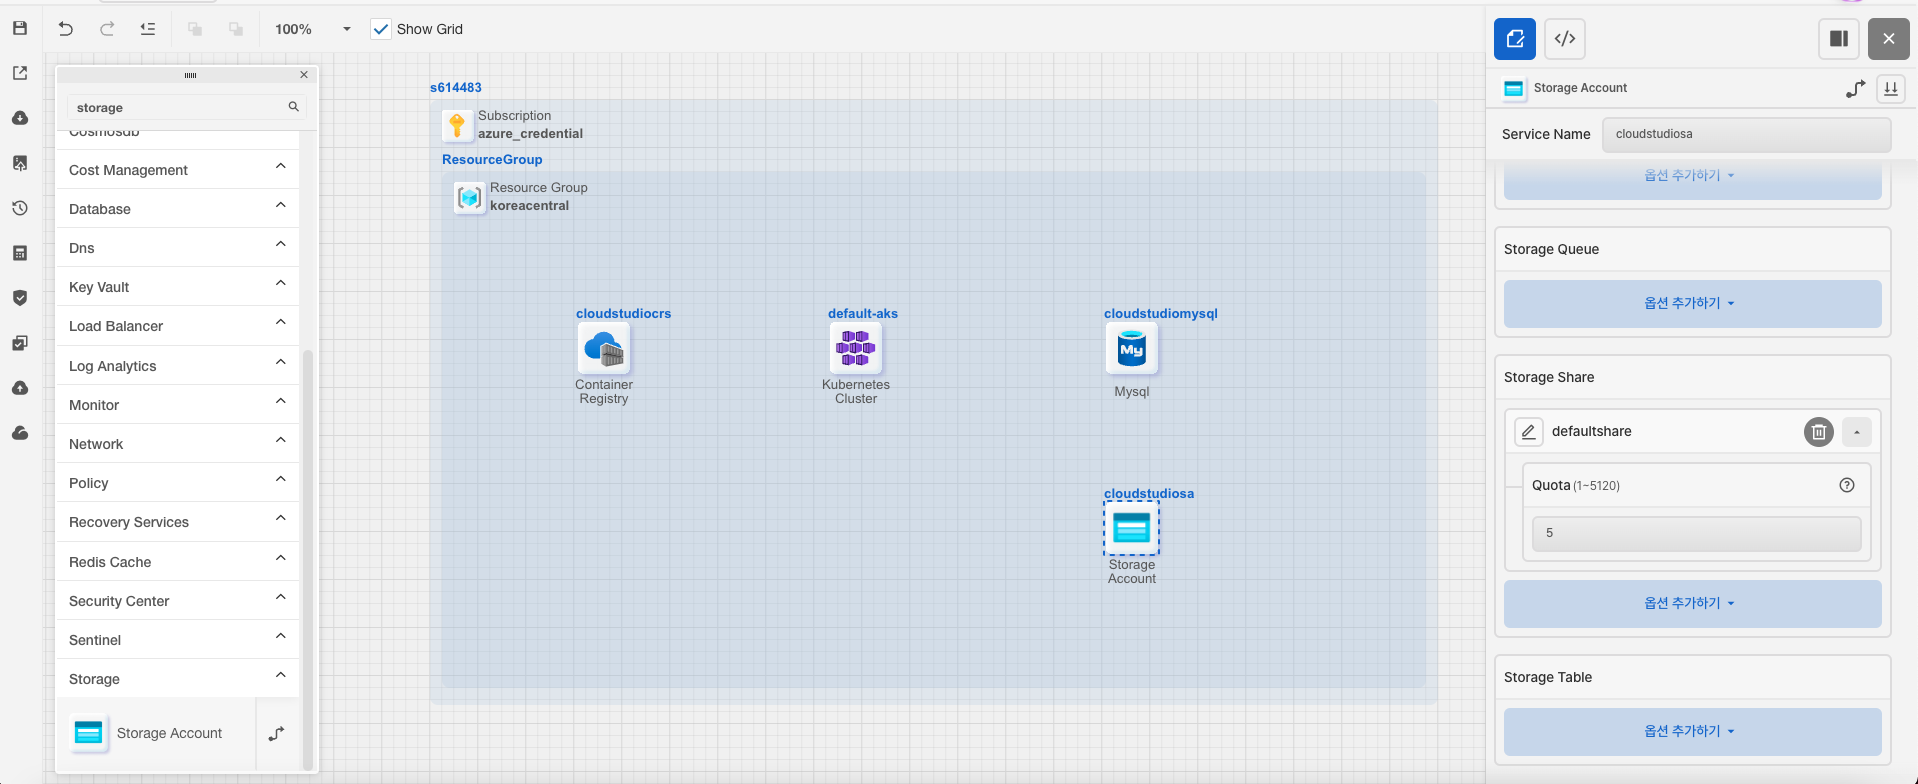 100%
Show Grid
storage
Cosmosdb
Cost Management
Database
Dns
Key Vault
Load Balancer
Log Analytics
Monitor
Network
Policy
Recovery Services
Redis Cache
Security Center
Sentinel
Storage
Storage Account
s614483
Subscription
azure_credential
ResourceGroup
Resource Group
koreacentral
cloudstudiocrs
Container
Registry
default-aks
Kubernetes
Cluster
cloudstudiomysql
My
Mysql
cloudstudiosa
Storage
Account
</>
Storage Account
Service Name
cloudstudiosa
옵션 추가하기
Storage Queue
옵션 추가하기
Storage Share
defaultshare
Quota (1~5120)
5
옵션 추가하기
Storage Table
옵션 추가하기